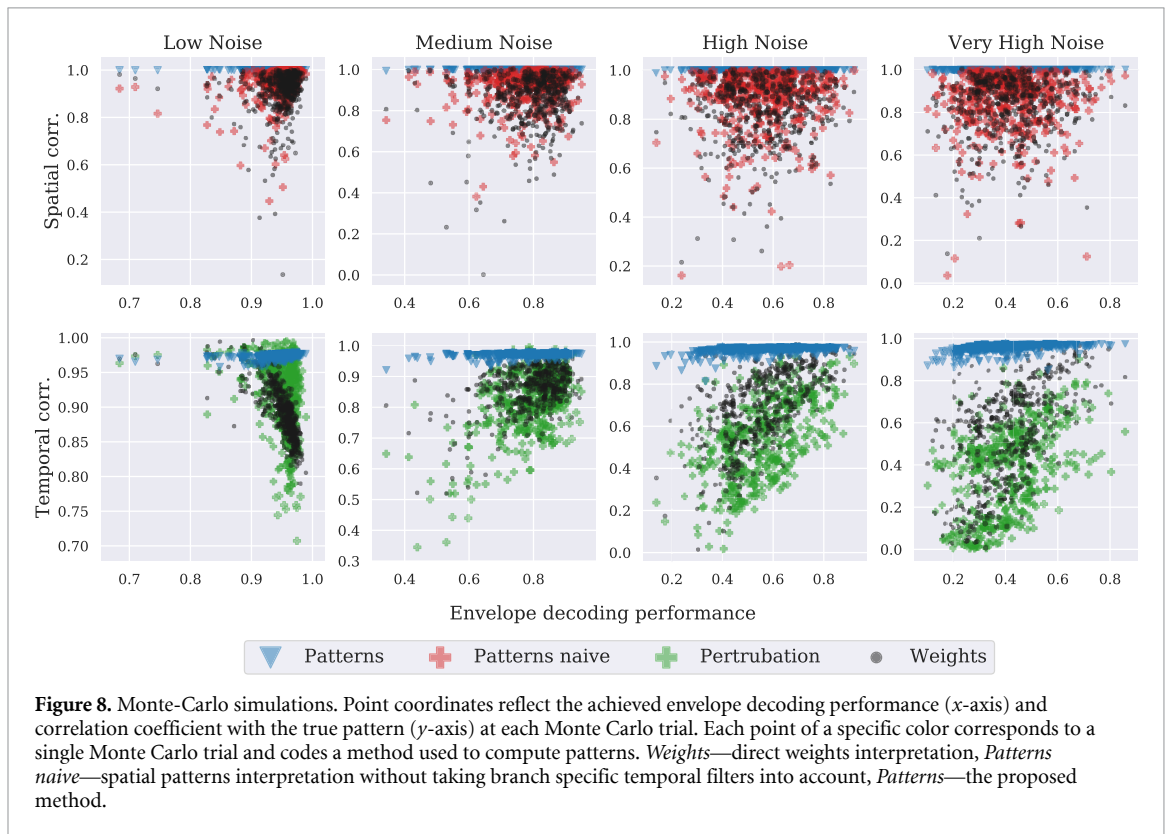 Low Noise Medium Noise High Noise Very High Noise
Spatial corr.
1.0 0.8 0.6 0.4 0.2
0.7 0.8 0.9 1.0
1.0 0.8 0.6 0.4 0.2 0.0
0.4 0.6 0.8
1.0 0.8 0.6 0.4 0.2
0.2 0.4 0.6 0.8
1.0 0.8 0.6 0.4 0.2 0.0
0.2 0.4 0.6 0.8
Temporal corr.
1.00 0.95 0.90 0.85 0.80 0.75 0.70
0.7 0.8 0.9 1.0
1.0 0.9 0.8 0.7 0.6 0.5 0.4 0.3
0.4 0.6 0.8
1.0 0.8 0.6 0.4 0.2 0.0
0.2 0.4 0.6 0.8
1.0 0.8 0.6 0.4 0.2 0.0
0.2 0.4 0.6 0.8
Envelope decoding performance
Patterns Patterns naive Pertrubation Weights
Figure 8. Monte-Carlo simulations. Point coordinates reflect the achieved envelope decoding performance (x-axis) and
correlation coefficient with the true pattern (y-axis) at each Monte Carlo trial. Each point of a specific color corresponds to a
single Monte Carlo trial and codes a method used to compute patterns. Weights—direct weights interpretation, Patterns
naive—spatial patterns interpretation without taking branch specific temporal filters into account, Patterns—the proposed
method.